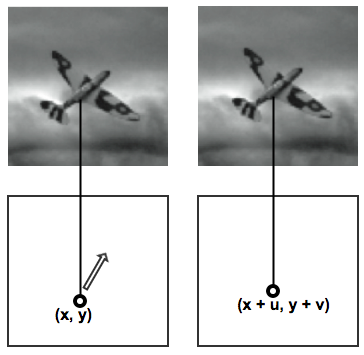 (x, y)
(x + u, y + v)